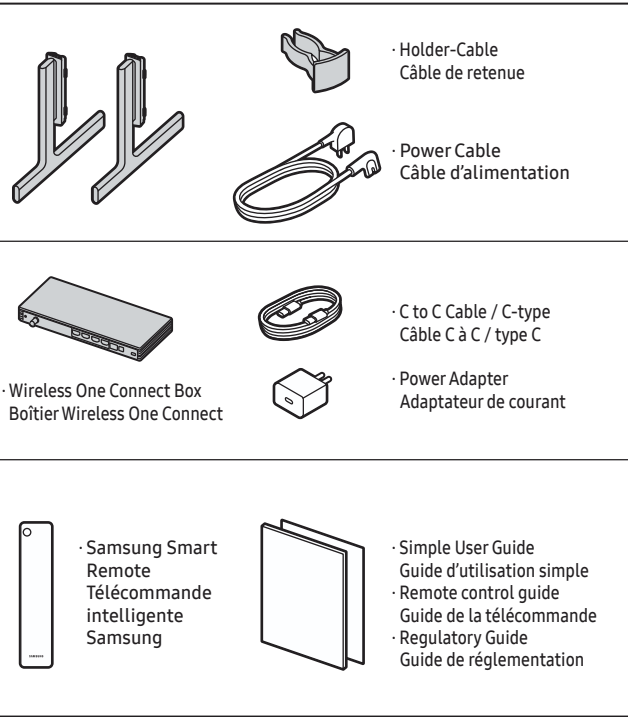 · Holder-Cable
Câble de retenue
· Power Cable
Câble d’alimentation
· Wireless One Connect Box
Boîtier Wireless One Connect
· C to C Cable / C-type
Câble C à C / type C
· Power Adapter
Adaptateur de courant
SAMSUNG
· Samsung Smart
Remote
Télécommande
intelligente
Samsung
· Simple User Guide
Guide d’utilisation simple
· Remote control guide
Guide de la télécommande
· Regulatory Guide
Guide de réglementation